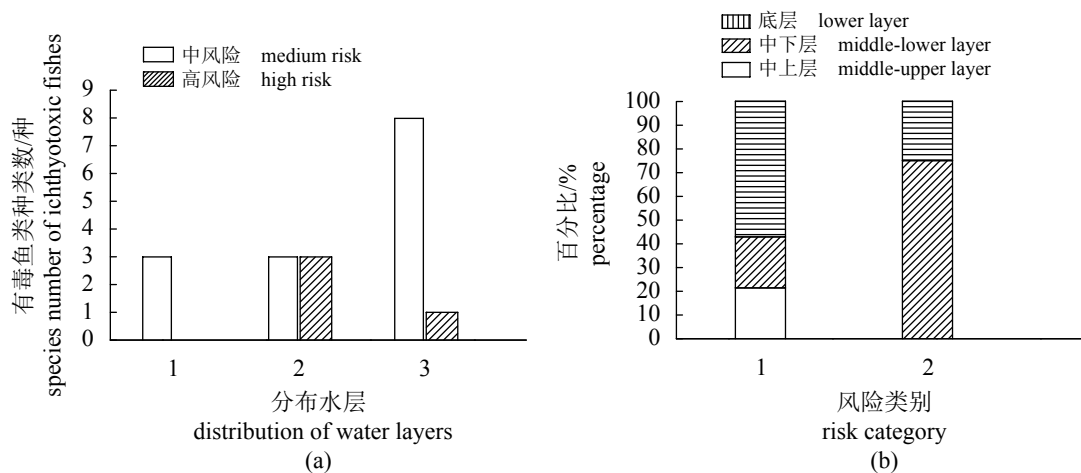 中风险 medium risk
高风险 high risk
有毒鱼类种类数/种
species number of ichthyotoxic fishes
9
8
7
6
5
4
3
2
1
0
1 2 3
分布水层
distribution of water layers
(a)
底层 lower layer
中下层 middle-lower layer
中上层 middle-upper layer
百分比/%
percentage
100
90
80
70
60
50
40
30
20
10
0
1 2
风险类别
risk category
(b)